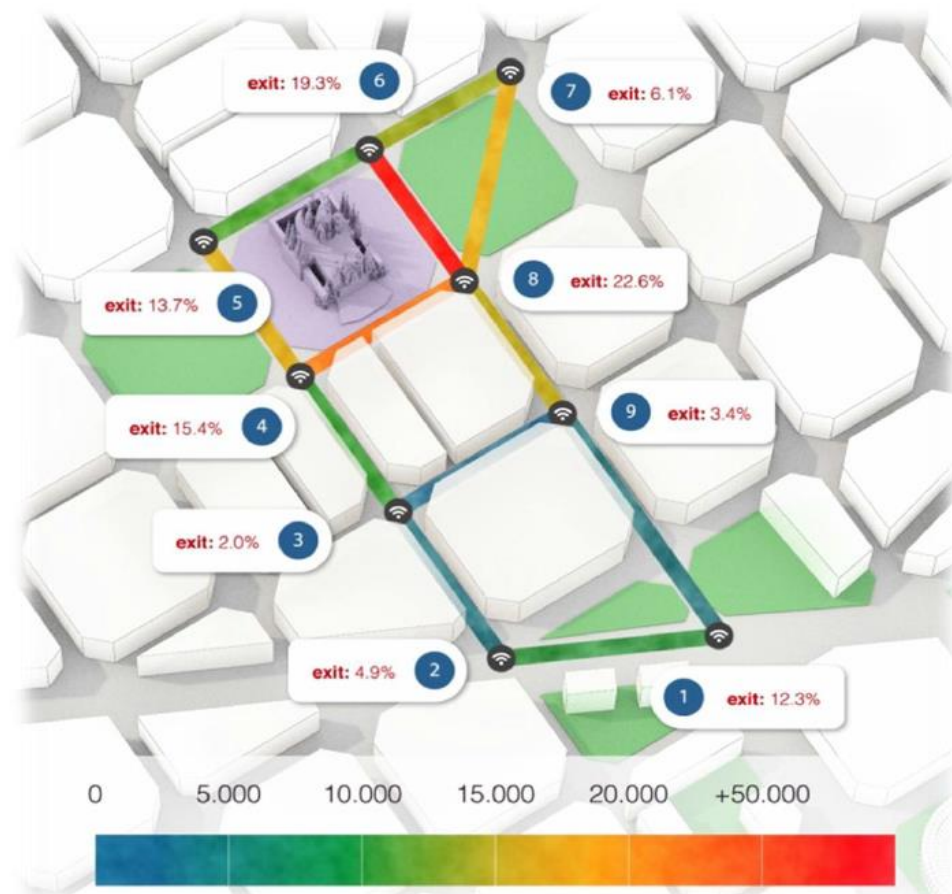 exit: 19.3% 6
7 exit: 6.1%
8 exit: 22.6%
exit: 13.7% 5
9 exit: 3.4%
exit: 15.4% 4
exit: 2.0% 3
exit: 4.9% 2
1 exit: 12.3%
0 5.000 10.000 15.000 20.000 +50.000